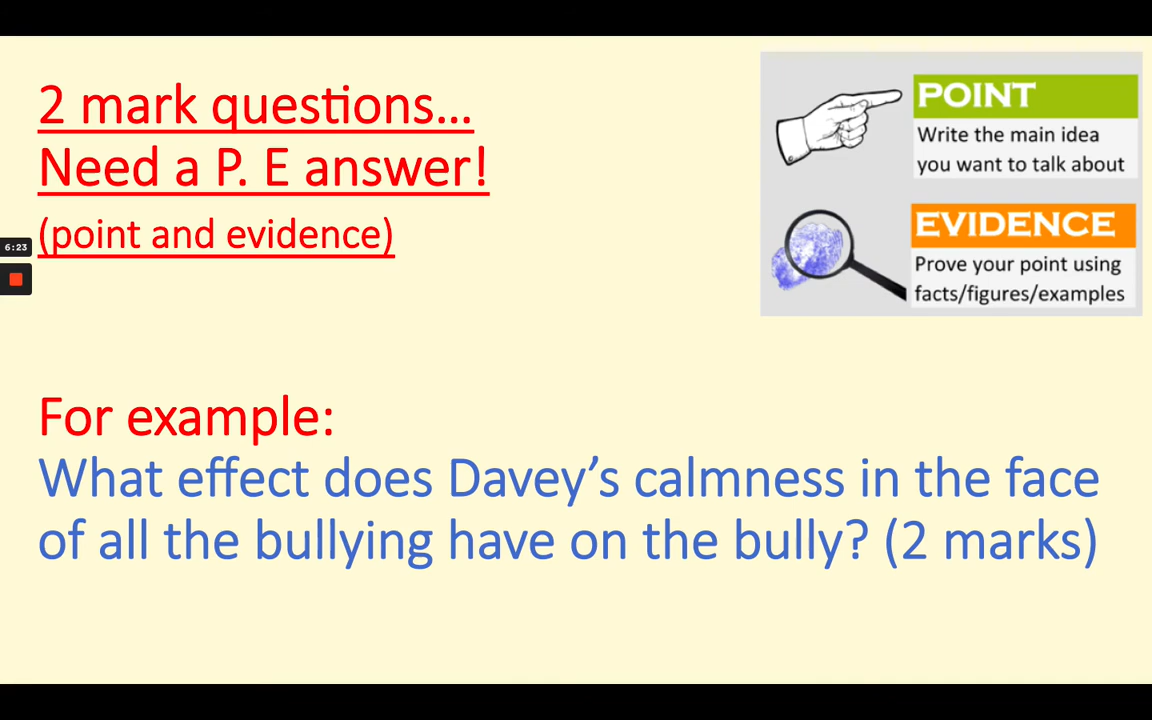 2 mark questions…
Need a P. E answer!
(point and evidence)
6:23
POINT
Write the main idea
you want to talk about
EVIDENCE
Prove your point using
facts/figures/examples
For example:
What effect does Davey’s calmness in the face
of all the bullying have on the bully? (2 marks)